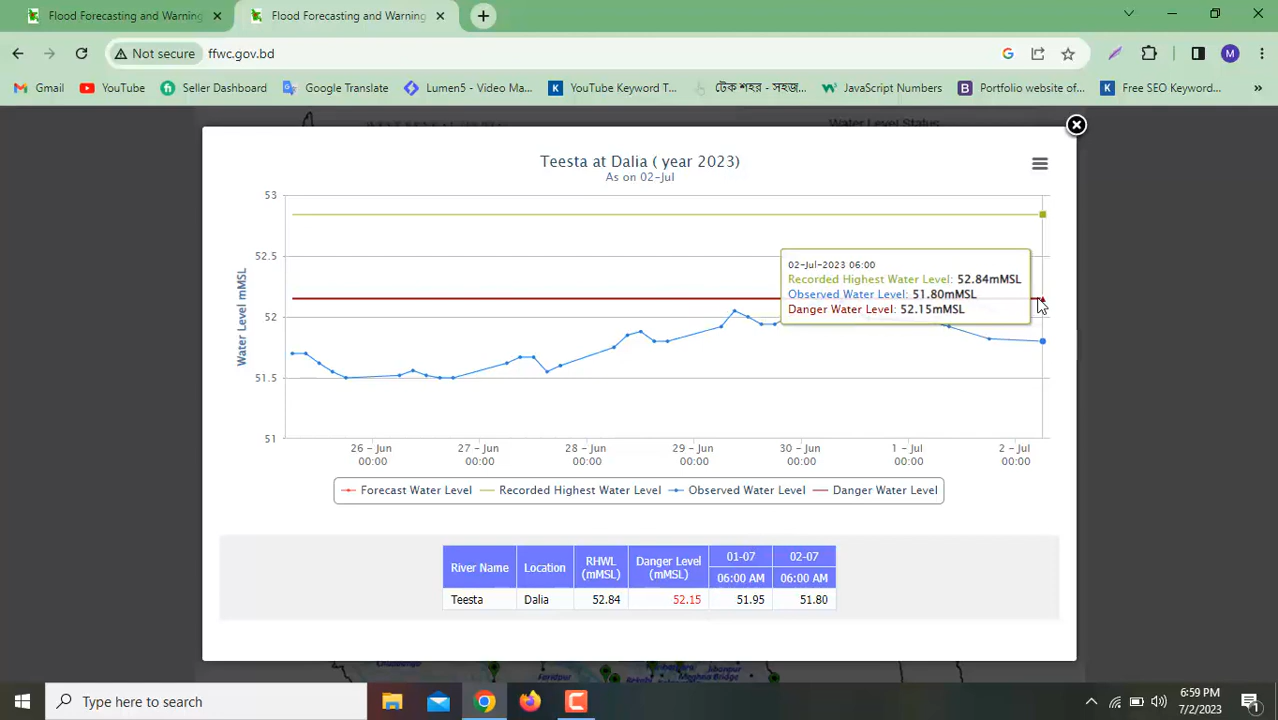 Flood Forecasting and Warning
Flood Forecasting and Warning
Not secure
ffwc.gov.bd
M
Gmail
YouTube
Seller Dashboard
Google Translate
Lumen5 - Video Ma...
YouTube Keyword T...
টেক শহর - সহজ...
JavaScript Numbers
Portfolio website of...
Free SEO Keyword...
Water Level Status
Teesta at Dalia ( year 2023)
As on 02-Jul
Water Level mMSL
53
52.5
52
51.5
51
02-Jul-2023 06:00
Recorded Highest Water Level: 52.84mMSL
Observed Water Level: 51.80mMSL
Danger Water Level: 52.15mMSL
26 - Jun 27 - Jun 28 - Jun 29 - Jun 30 - Jun 1 - Jul 2 - Jul
00:00 00:00 00:00 00:00 00:00 00:00 00:00
Forecast Water Level Recorded Highest Water Level Observed Water Level Danger Water Level
River Name Location RHWL (mMSL) Danger Level (mMSL) 01-07 02-07
06:00 AM 06:00 AM
Teesta Dalia 52.84 52.15 51.95 51.80
Faridpur
Meghna Bridge
Type here to search
6:59 PM
7/2/2023
1